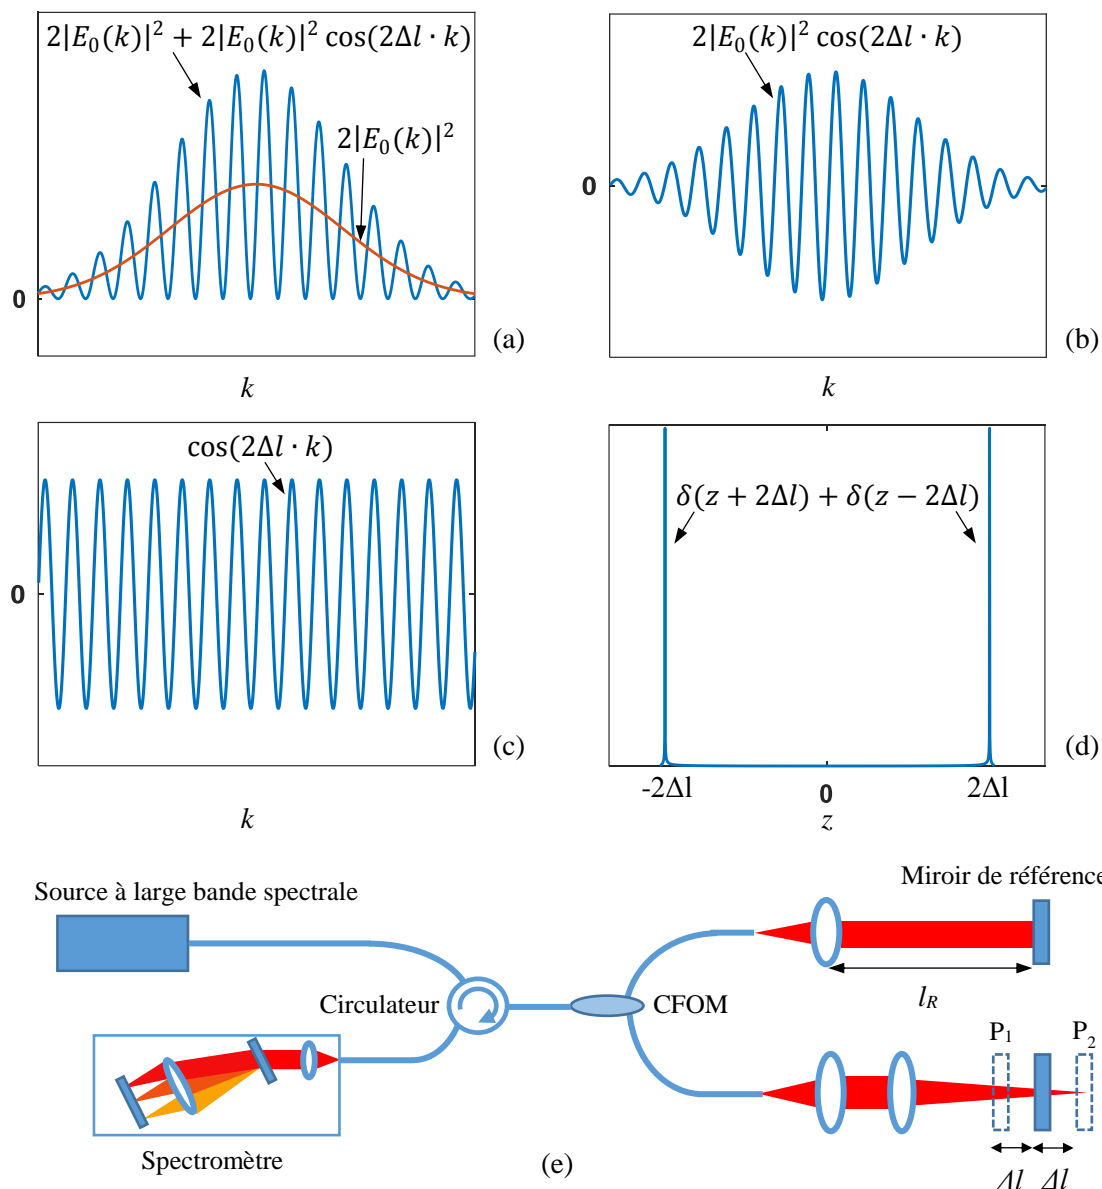 2|E₀(k)|² + 2|E₀(k)|² cos(2Δl · k)
2|E₀(k)|²
0
(a)
k
2|E₀(k)|² cos(2Δl · k)
0
(b)
k
cos(2Δl · k)
0
(c)
k
δ(z + 2Δl) + δ(z − 2Δl)
-2Δl
0
2Δl
z
(d)
Source à large bande spectrale
Miroir de référence
Circulateur
CFOM
l_R
P₁
P₂
Spectromètre
Δl
Δl
(e)